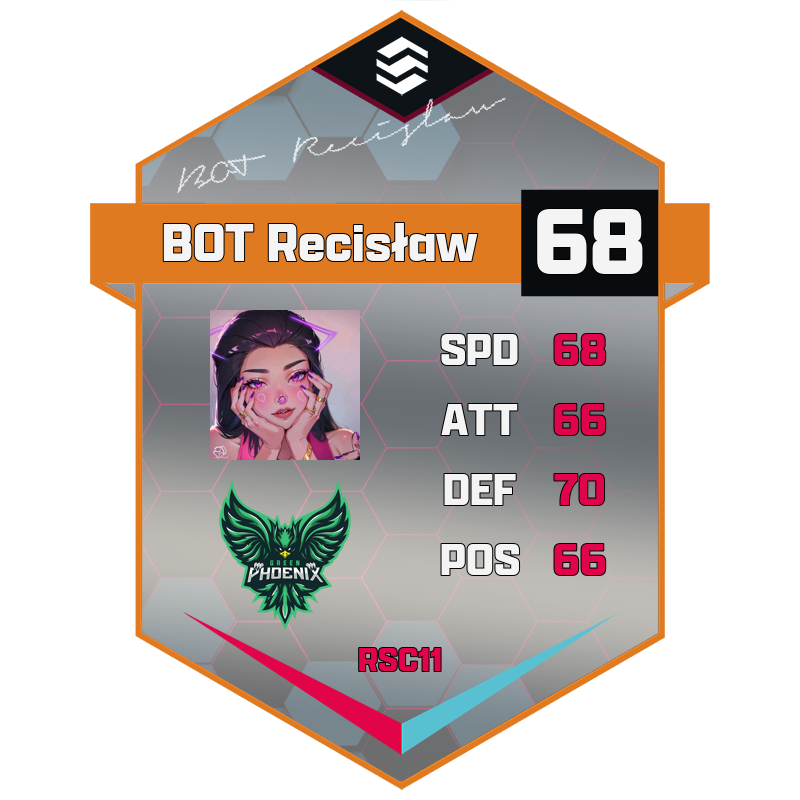 BOT Recisław
BOT Recisław
68
SPD 68
ATT 66
DEF 70
POS 66
GREEN
PHOENIX
RSC11